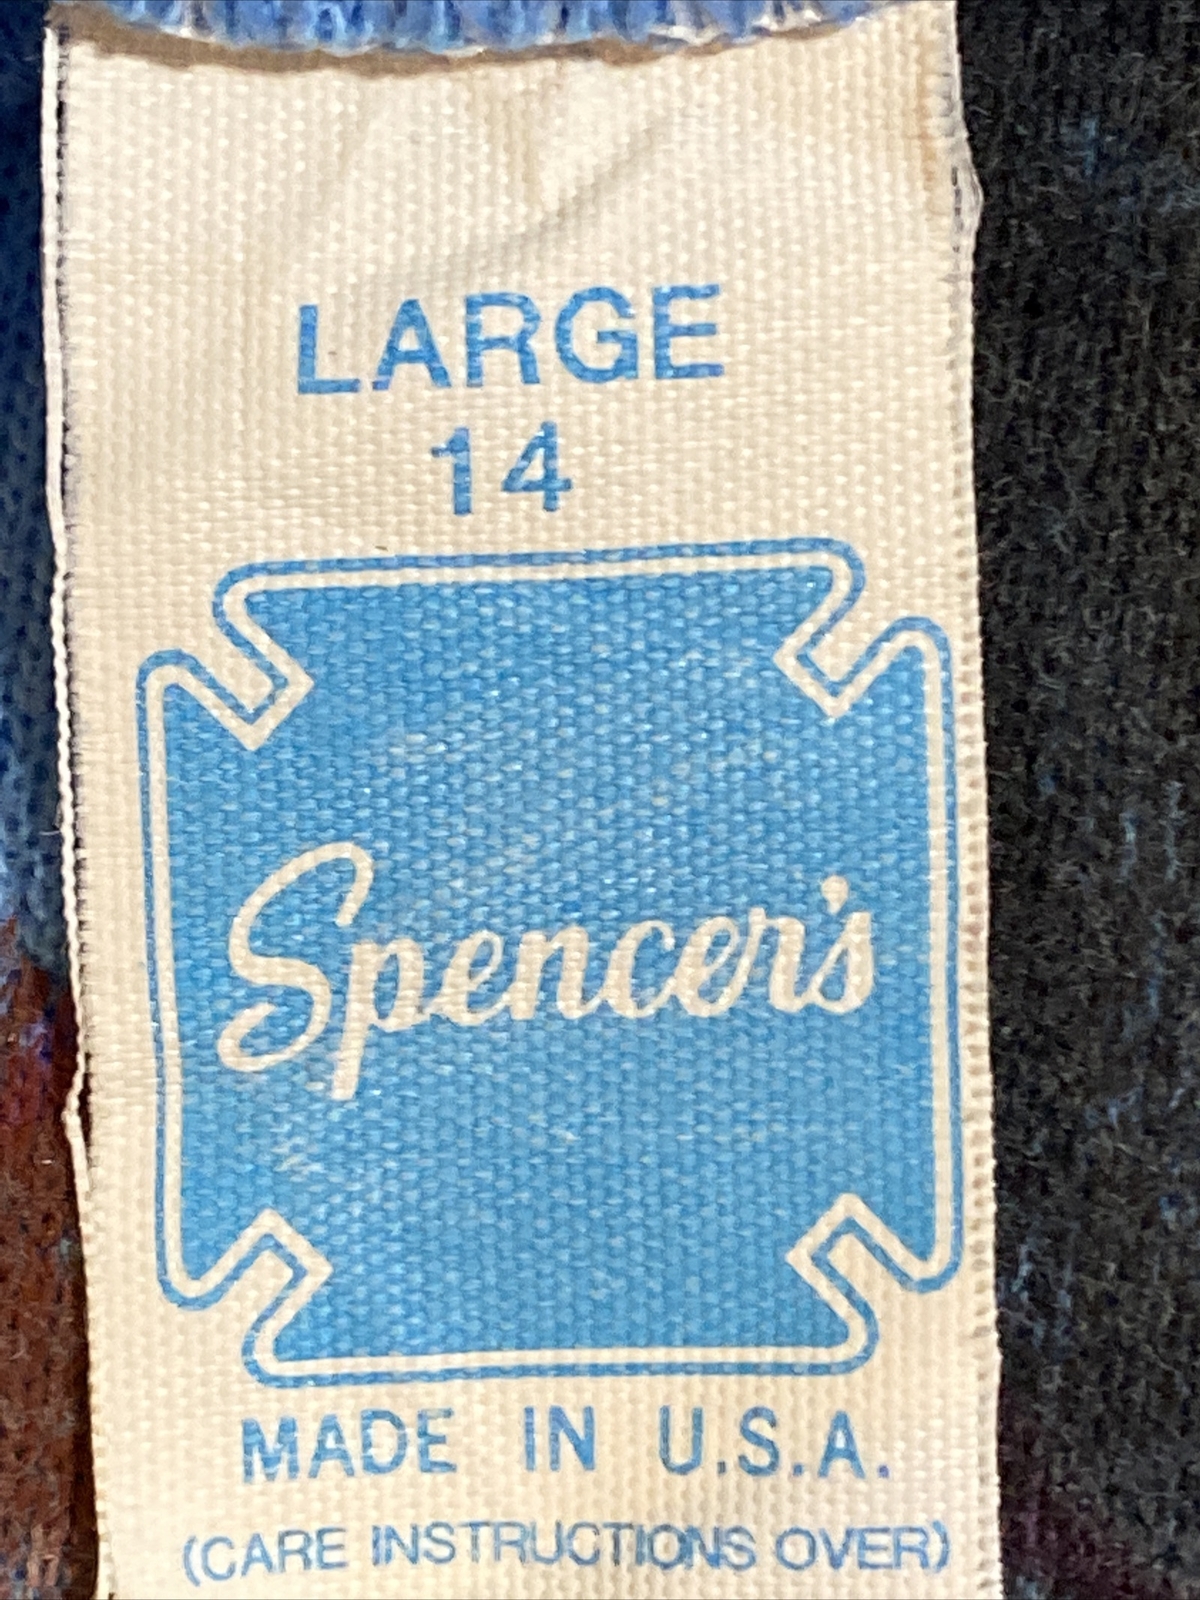 LARGE
14
Spencer's
MADE IN U.S.A.
(CARE INSTRUCTIONS OVER)